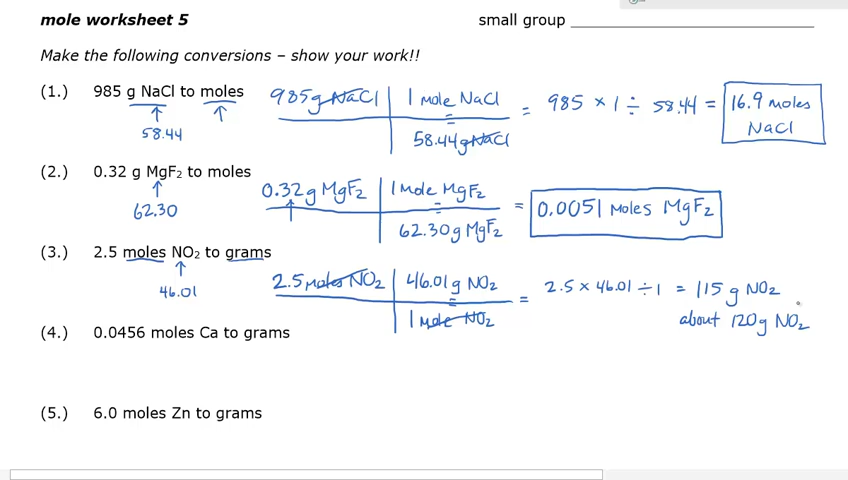 mole worksheet 5
small group
Make the following conversions – show your work!!
(1.) 985 g NaCl to moles
58.44
985g NaCl | 1 mole NaCl
58.44g NaCl
= 985 × 1 ÷ 58.44 = 16.9 moles NaCl
(2.) 0.32 g MgF₂ to moles
62.30
0.32g MgF₂ | 1 mole MgF₂
62.30g MgF₂
= 0.0051 moles MgF₂
(3.) 2.5 moles NO₂ to grams
46.01
2.5 moles NO₂ | 46.01g NO₂
1 mole NO₂
= 2.5 × 46.01 ÷ 1 = 115 g NO₂
about 120g NO₂
(4.) 0.0456 moles Ca to grams
(5.) 6.0 moles Zn to grams